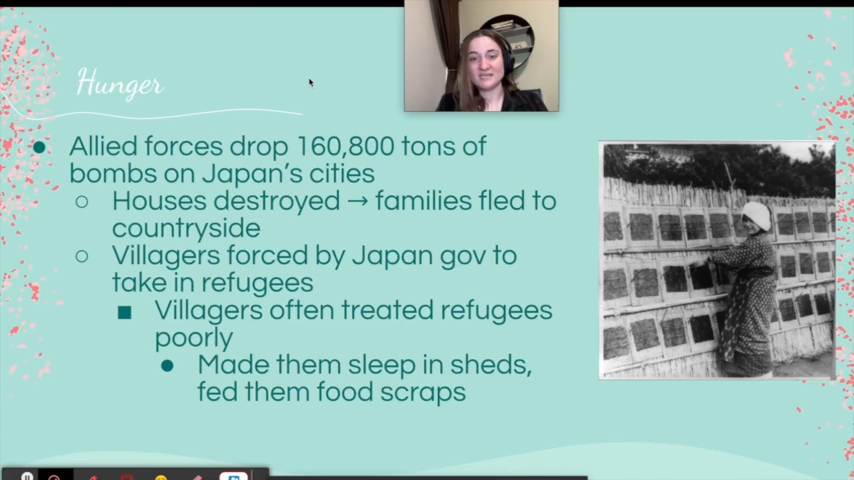 Hunger
● Allied forces drop 160,800 tons of
bombs on Japan's cities
○ Houses destroyed → families fled to
countryside
○ Villagers forced by Japan gov to
take in refugees
■ Villagers often treated refugees
poorly
● Made them sleep in sheds,
fed them food scraps